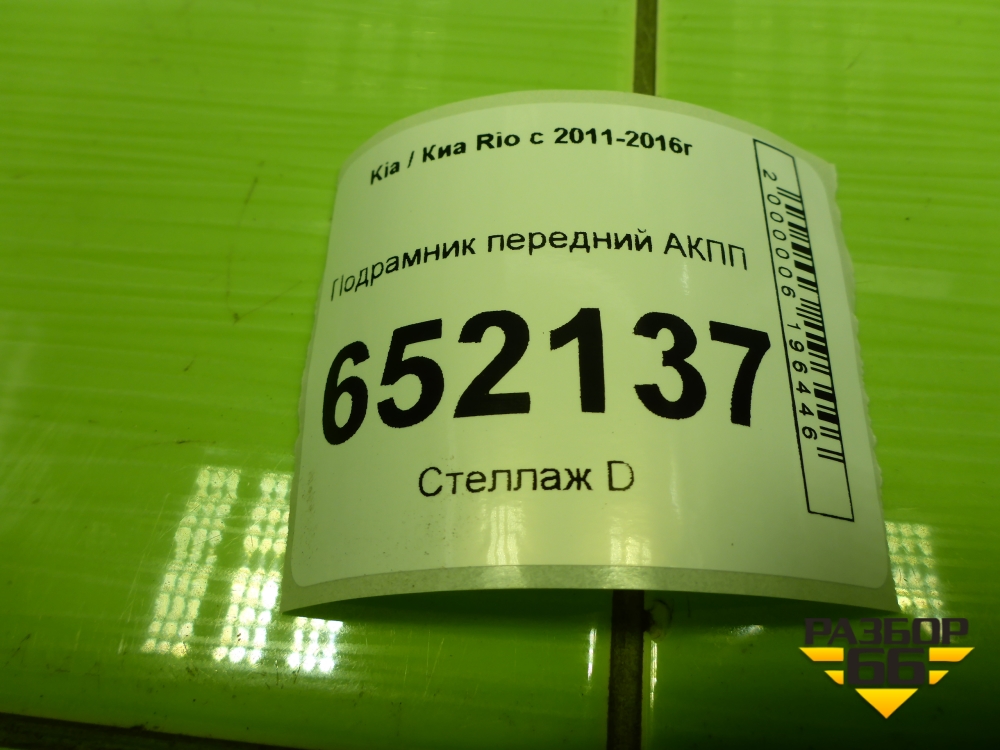 Kia / Киа Rio с 2011-2016г
Подрамник передний АКПП
652137
Стеллаж D
2000006196446
РАЗБОР
66